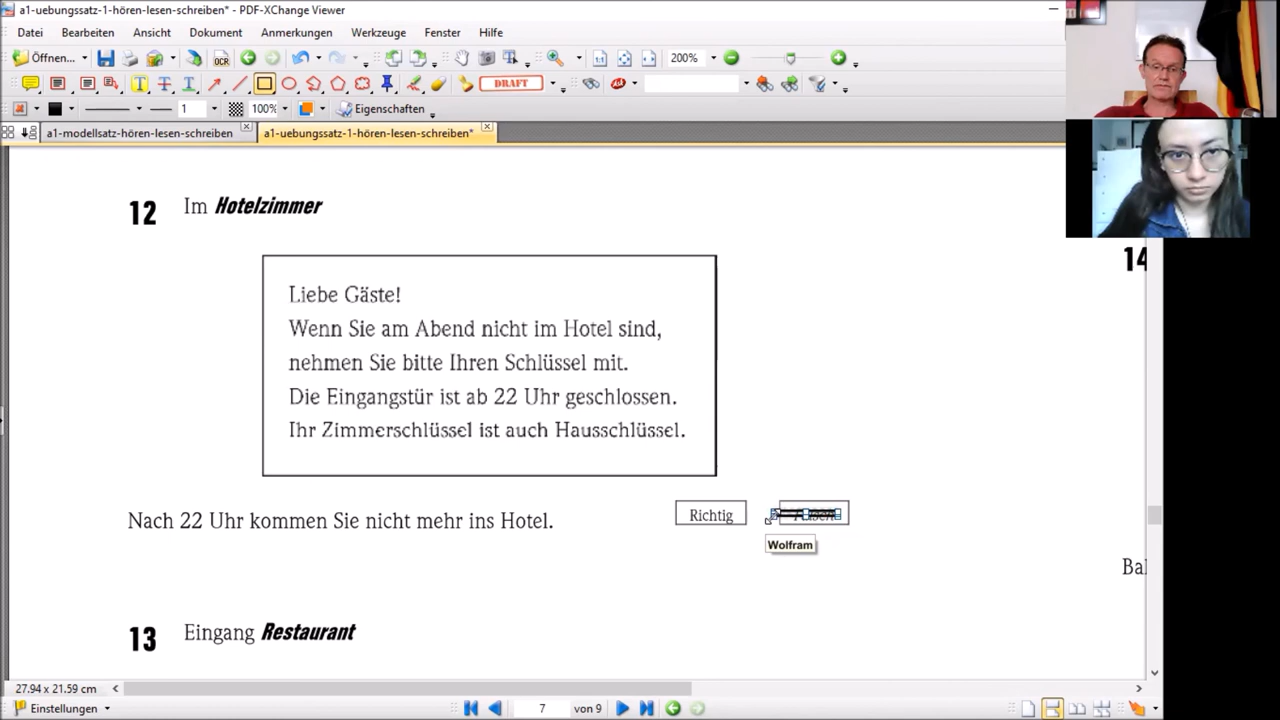 a1-uebungssatz-1-hören-lesen-schreiben* - PDF-XChange Viewer
Datei Bearbeiten Ansicht Dokument Anmerkungen Werkzeuge Fenster Hilfe
Öffnen... OCR 200%
DRAFT
1 100% Eigenschaften
a1-modellsatz-hören-lesen-schreiben a1-uebungssatz-1-hören-lesen-schreiben*
12 Im Hotelzimmer
14
Liebe Gäste!
Wenn Sie am Abend nicht im Hotel sind,
nehmen Sie bitte Ihren Schlüssel mit.
Die Eingangstür ist ab 22 Uhr geschlossen.
Ihr Zimmerschlüssel ist auch Hausschlüssel.
Nach 22 Uhr kommen Sie nicht mehr ins Hotel. Richtig
Wolfram
13 Eingang Restaurant
27.94 x 21.59 cm
Einstellungen 7 von 9